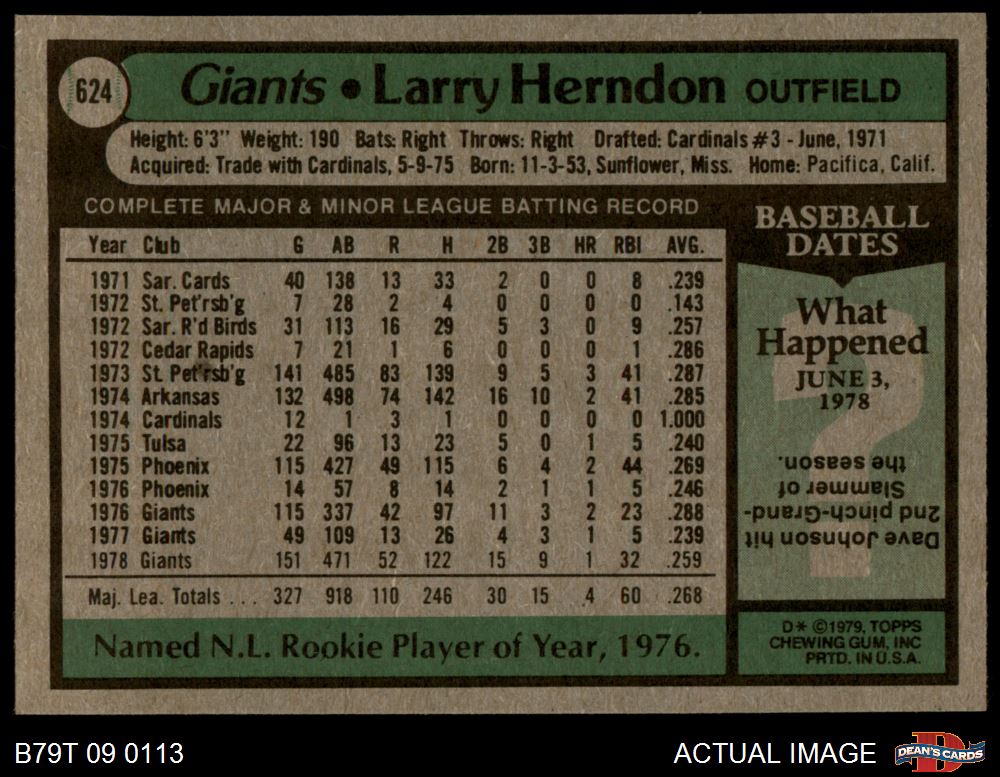 624
Giants • Larry Herndon OUTFIELD
Height: 6'3" Weight: 190 Bats: Right Throws: Right Drafted: Cardinals #3 - June, 1971
Acquired: Trade with Cardinals, 5-9-75 Born: 11-3-53, Sunflower, Miss. Home: Pacifica, Calif.
COMPLETE MAJOR & MINOR LEAGUE BATTING RECORD
Year Club G AB R H 2B 3B HR RBI AVG.
1971 Sar. Cards 40 138 13 33 2 0 0 8 .239
1972 St. Pet'rsb'g 7 28 2 4 0 0 0 0 .143
1972 Sar. R'd Birds 31 113 16 29 5 3 0 9 .257
1972 Cedar Rapids 7 21 1 6 0 0 0 1 .286
1973 St. Pet'rsb'g 141 485 83 139 9 5 3 41 .287
1974 Arkansas 132 498 74 142 16 10 2 41 .285
1974 Cardinals 12 1 3 1 0 0 0 0 1.000
1975 Tulsa 22 96 13 23 5 0 1 5 .240
1975 Phoenix 115 427 49 115 6 4 2 44 .269
1976 Phoenix 14 57 8 14 2 1 1 5 .246
1976 Giants 115 337 42 97 11 3 2 23 .288
1977 Giants 49 109 13 26 4 3 1 5 .239
1978 Giants 151 471 52 122 15 9 1 32 .259
Maj. Lea. Totals ... 327 918 110 246 30 15 4 60 .268
Named N.L. Rookie Player of Year, 1976.
BASEBALL
DATES
What
Happened
JUNE 3,
1978
?
Dave Johnson hit
2nd pinch-Grand-
Slammer of
the season.
D* ©1979, TOPPS
CHEWING GUM, INC
PRTD. IN U.S.A.
B79T 09 0113
ACTUAL IMAGE
D
DEAN'S CARDS